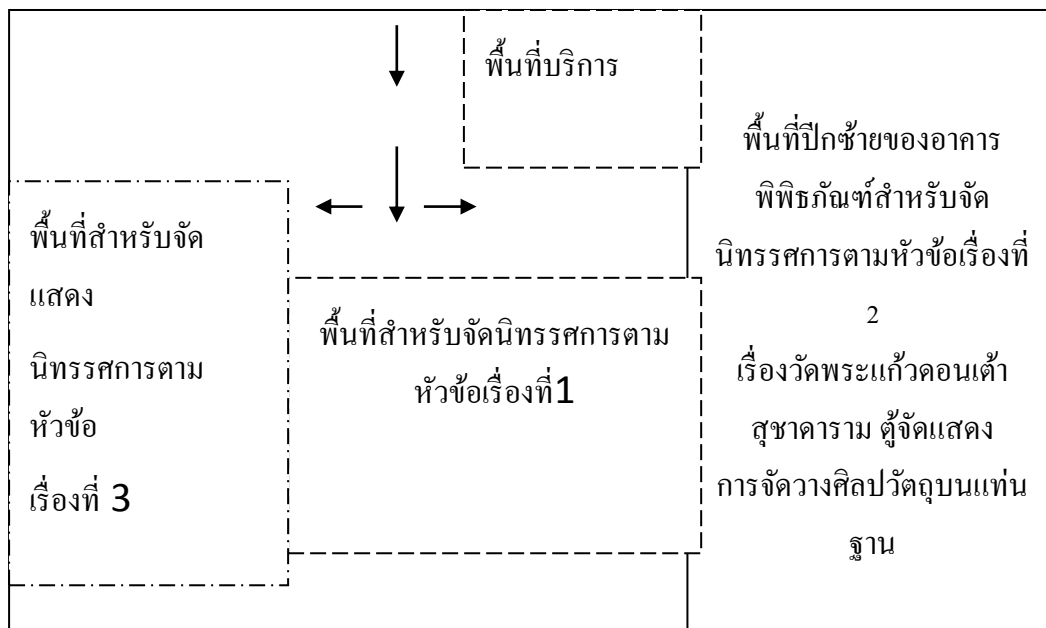 พื้นที่บริการ
พื้นที่ปีกซ้ายของอาคาร
พิพิธภัณฑ์สำหรับจัด
นิทรรศการตามหัวข้อเรื่องที่
2
เรื่องวัดพระแก้วดอนเต้า
สุชาดาราม ตู้จัดแสดง
การจัดวางศิลปวัตถุบนแท่น
ฐาน
พื้นที่สำหรับจัด
แสดง
นิทรรศการตาม
หัวข้อ
เรื่องที่ 3
พื้นที่สำหรับจัดนิทรรศการตาม
หัวข้อเรื่องที่1